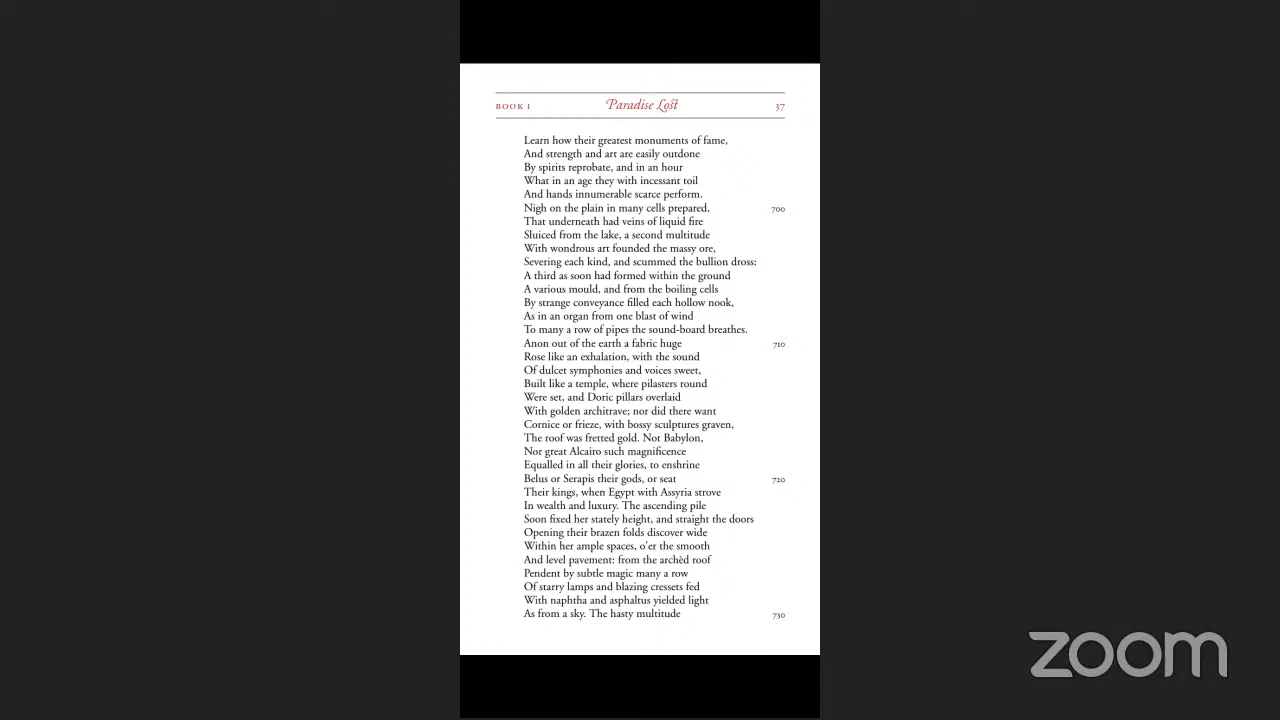 BOOK 1 Paradise Lost 37
Learn how their greatest monuments of fame,
And strength and art are easily outdone
By spirits reprobate, and in an hour
What in an age they with incessant toil
And hands innumerable scarce perform.
Nigh on the plain in many cells prepared, 700
That underneath had veins of liquid fire
Sluiced from the lake, a second multitude
With wondrous art founded the massy ore,
Severing each kind, and scummed the bullion dross:
A third as soon had formed within the ground
A various mould, and from the boiling cells
By strange conveyance filled each hollow nook,
As in an organ from one blast of wind
To many a row of pipes the sound-board breathes.
Anon out of the earth a fabric huge 710
Rose like an exhalation, with the sound
Of dulcet symphonies and voices sweet,
Built like a temple, where pilasters round
Were set, and Doric pillars overlaid
With golden architrave; nor did there want
Cornice or frieze, with bossy sculptures graven,
The roof was fretted gold. Not Babylon,
Nor great Alcairo such magnificence
Equalled in all their glories, to enshrine
Belus or Serapis their gods, or seat 720
Their kings, when Egypt with Assyria strove
In wealth and luxury. The ascending pile
Soon fixed her stately height, and straight the doors
Opening their brazen folds discover wide
Within her ample spaces, o'er the smooth
And level pavement: from the archèd roof
Pendent by subtle magic many a row
Of starry lamps and blazing cressets fed
With naphtha and asphaltus yielded light
As from a sky. The hasty multitude 730
zoom